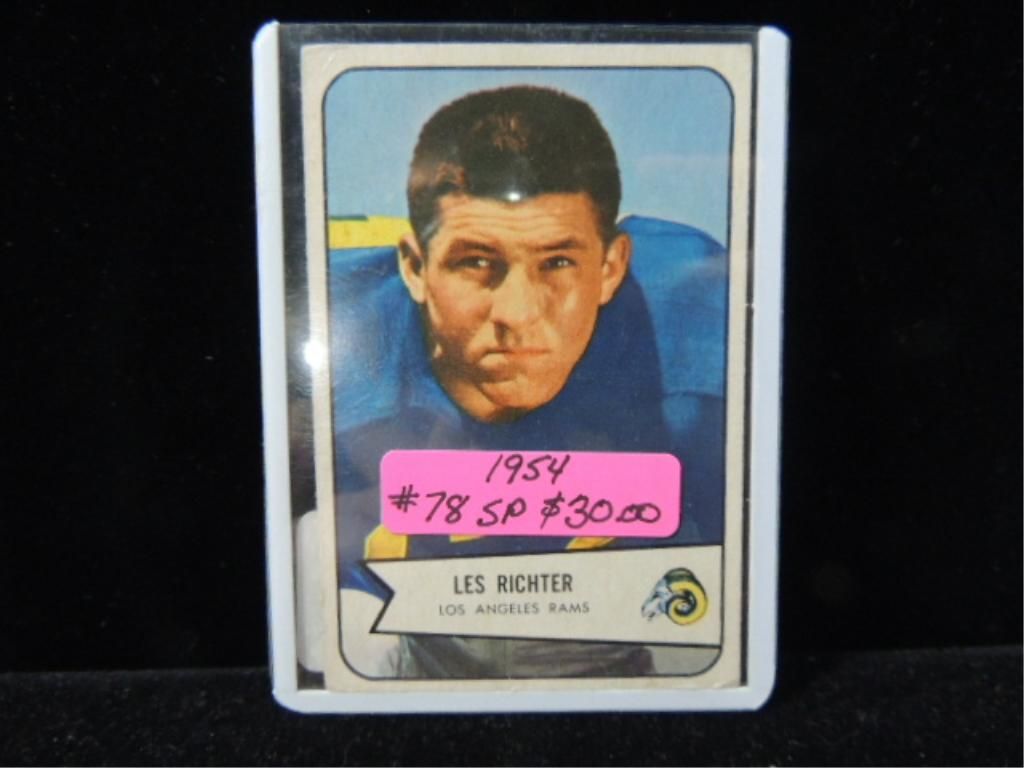 1954
#78 SP $30.00
LES RICHTER
LOS ANGELES RAMS